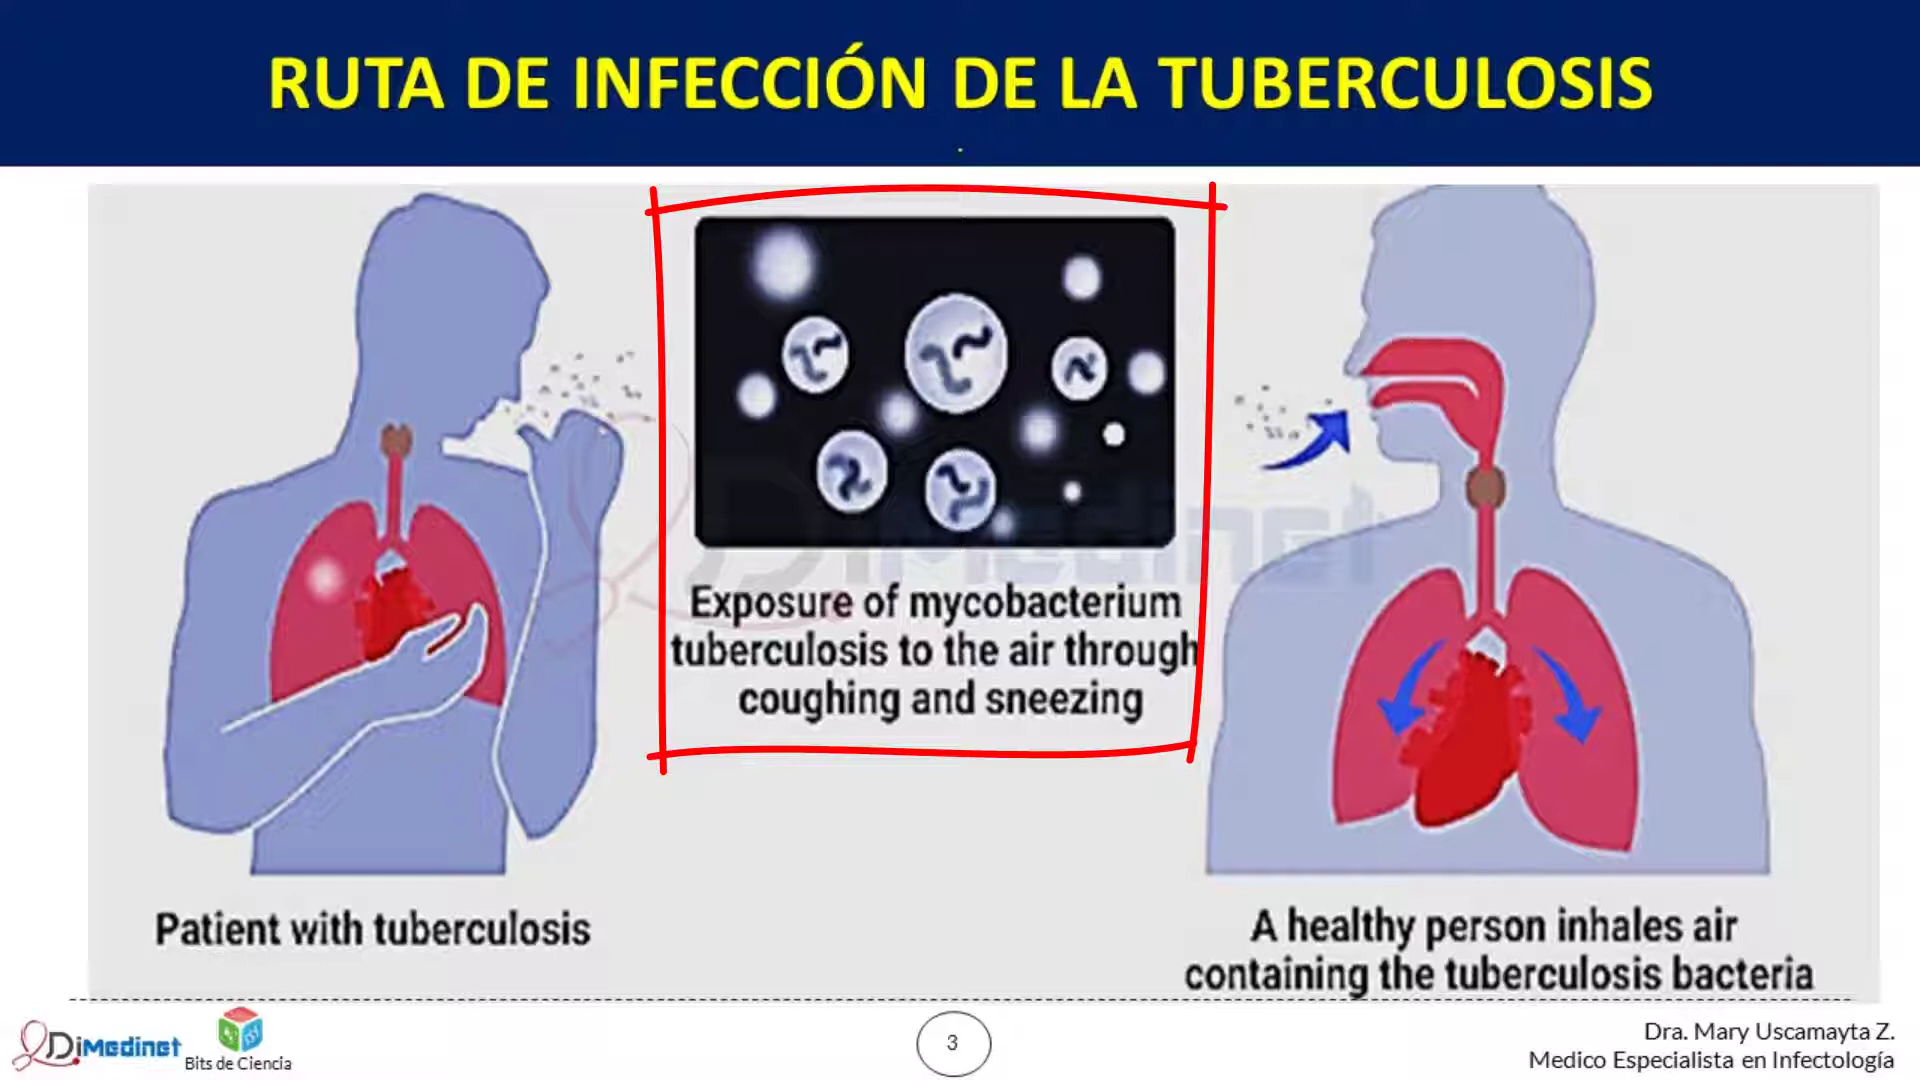 RUTA DE INFECCIÓN DE LA TUBERCULOSIS
.
Exposure of mycobacterium
tuberculosis to the air through
coughing and sneezing
Patient with tuberculosis
A healthy person inhales air
containing the tuberculosis bacteria
DiMedinet
DiMedinet
Bits de Ciencia
3
Dra. Mary Uscamayta Z.
Medico Especialista en Infectología